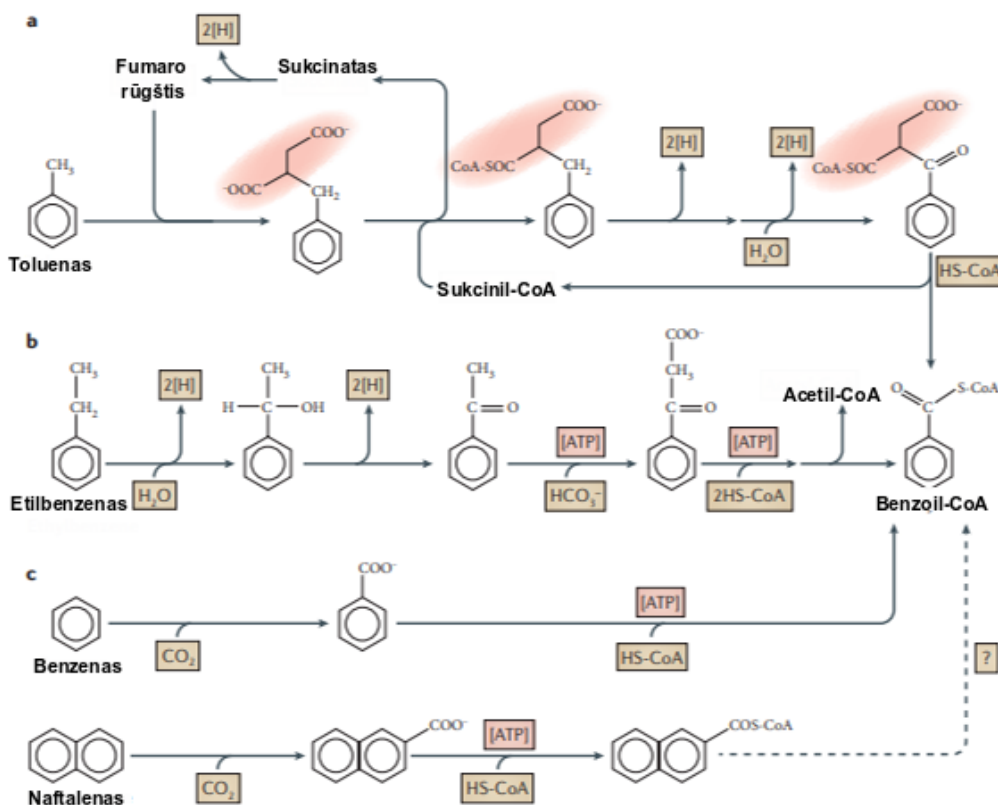 a
2[H]
Fumaro
rūgštis
Sukcinatas
COO⁻
⁻OOC
CH₂
CH₃
Toluenas
COO⁻
CoA-SOC
CH₂
2[H]
2[H]
H₂O
COO⁻
CoA-SOC
O
HS-CoA
Sukcinil-CoA
b
CH₃
CH₂
Etilbenzenas
2[H]
H₂O
CH₃
H—C—OH
2[H]
CH₃
C=O
[ATP]
HCO₃⁻
COO⁻
CH₃
C=O
[ATP]
2HS-CoA
Acetil-CoA
O
C
S-CoA
Benzoil-CoA
c
Benzenas
CO₂
COO⁻
[ATP]
HS-CoA
?
Naftalenas
CO₂
COO⁻
[ATP]
HS-CoA
COS-CoA